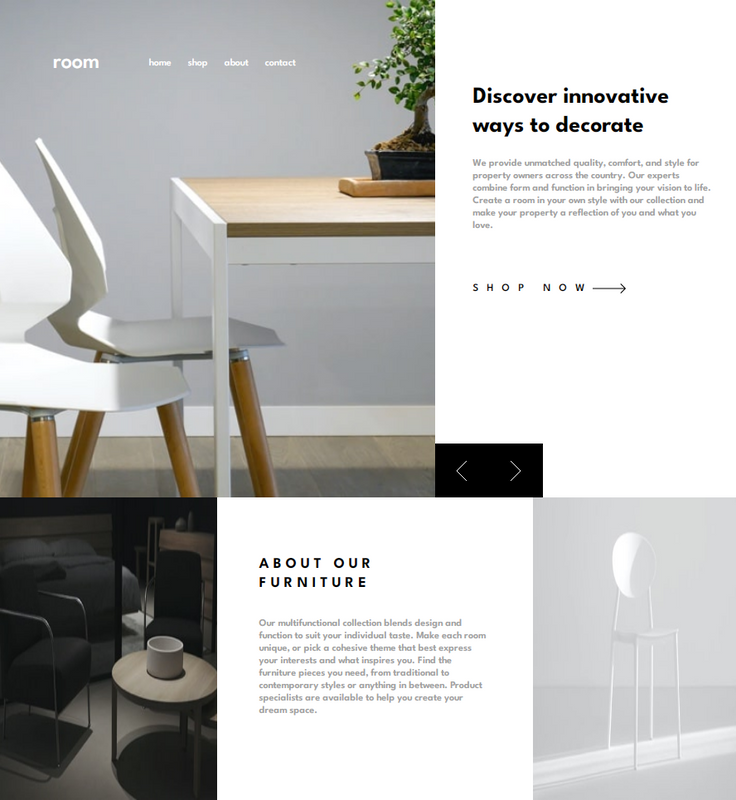 room
home shop about contact
Discover innovative
ways to decorate
We provide unmatched quality, comfort, and style for
property owners across the country. Our experts
combine form and function in bringing your vision to life.
Create a room in your own style with our collection and
make your property a reflection of you and what you
love.
SHOP NOW
ABOUT OUR
FURNITURE
Our multifunctional collection blends design and
function to suit your individual taste. Make each room
unique, or pick a cohesive theme that best express
your interests and what inspires you. Find the
furniture pieces you need, from traditional to
contemporary styles or anything in between. Product
specialists are available to help you create your
dream space.